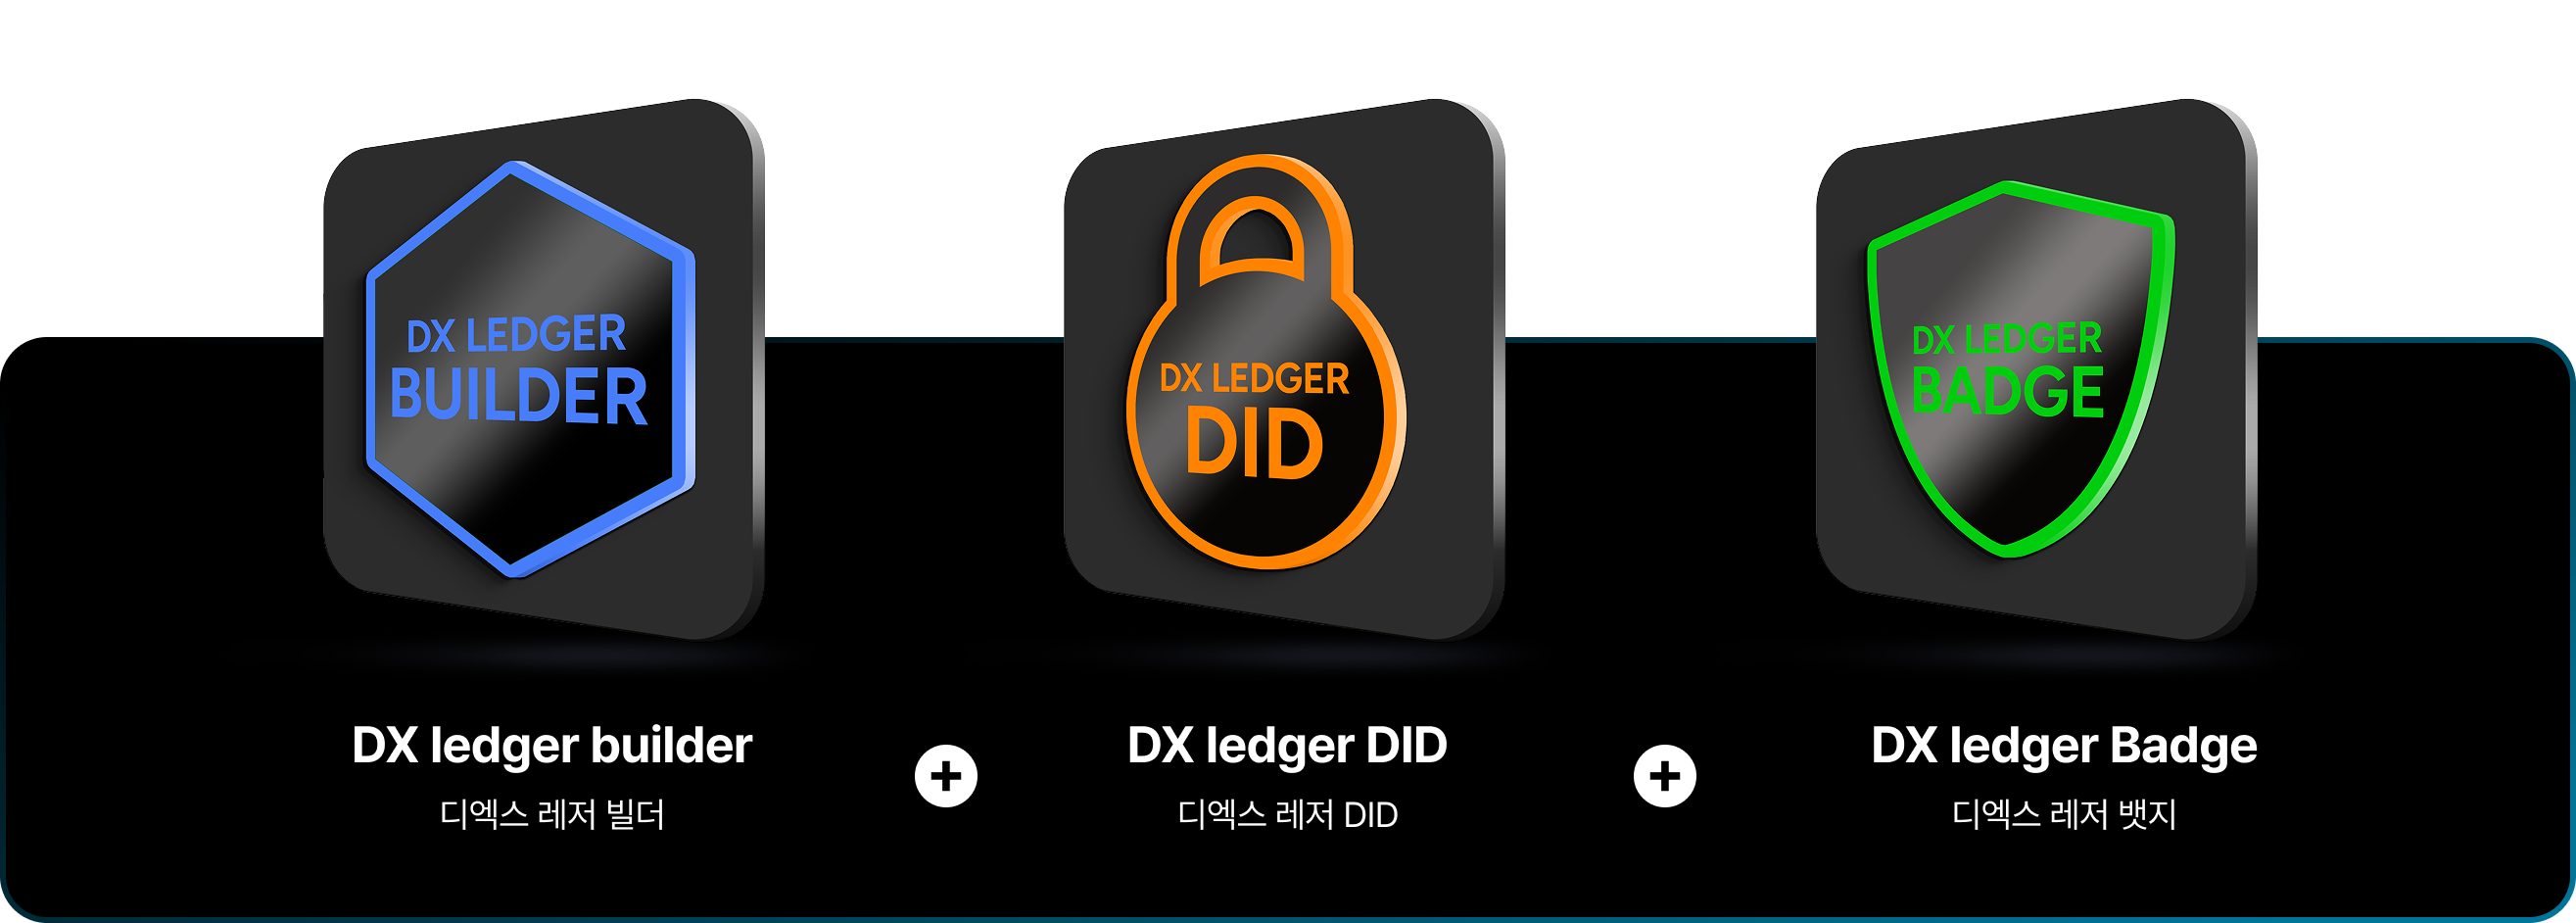 DX LEDGER
BUILDER
DX LEDGER
DID
DX LEDGER
BADGE
DX ledger builder
디엑스 레저 빌더
+
DX ledger DID
디엑스 레저 DID
+
DX ledger Badge
디엑스 레저 뱃지